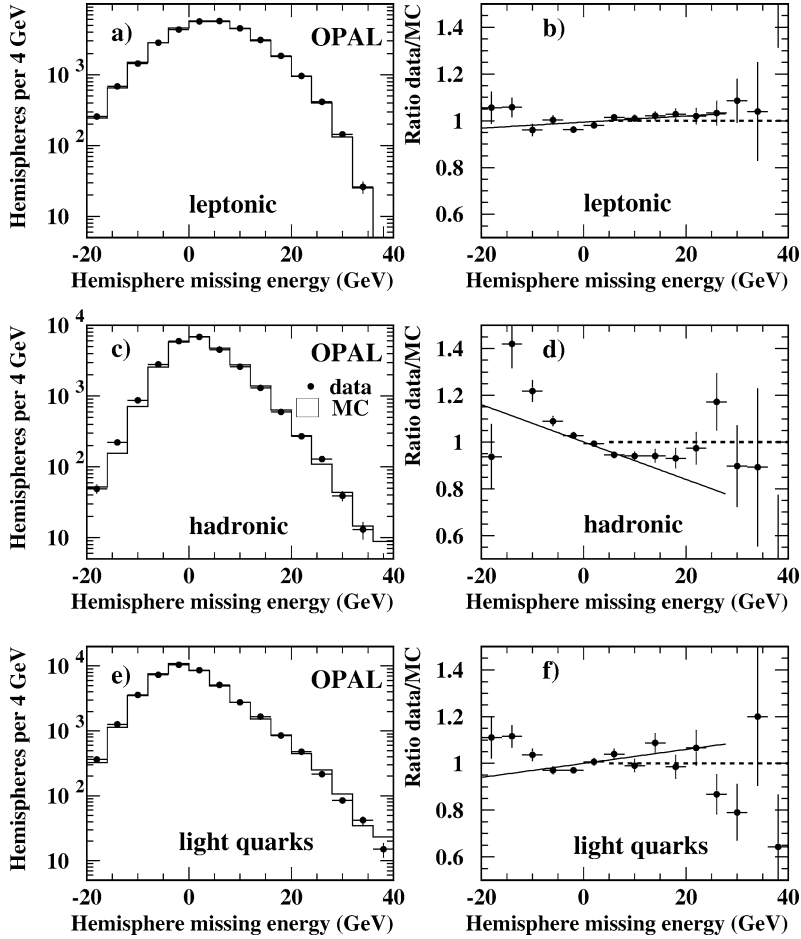 a) OPAL
Hemispheres per 4 GeV
10^3
10^2
10
leptonic
-20 0 20 40
Hemisphere missing energy (GeV)
b)
Ratio data/MC
1.4
1.2
1
0.8
0.6
leptonic
-20 0 20 40
Hemisphere missing energy (GeV)
c) OPAL
Hemispheres per 4 GeV
10^4
10^3
10^2
10
data
MC
hadronic
-20 0 20 40
Hemisphere missing energy (GeV)
d)
Ratio data/MC
1.4
1.2
1
0.8
0.6
hadronic
-20 0 20 40
Hemisphere missing energy (GeV)
e) OPAL
Hemispheres per 4 GeV
10^4
10^3
10^2
10
light quarks
-20 0 20 40
Hemisphere missing energy (GeV)
f)
Ratio data/MC
1.4
1.2
1
0.8
0.6
light quarks
-20 0 20 40
Hemisphere missing energy (GeV)